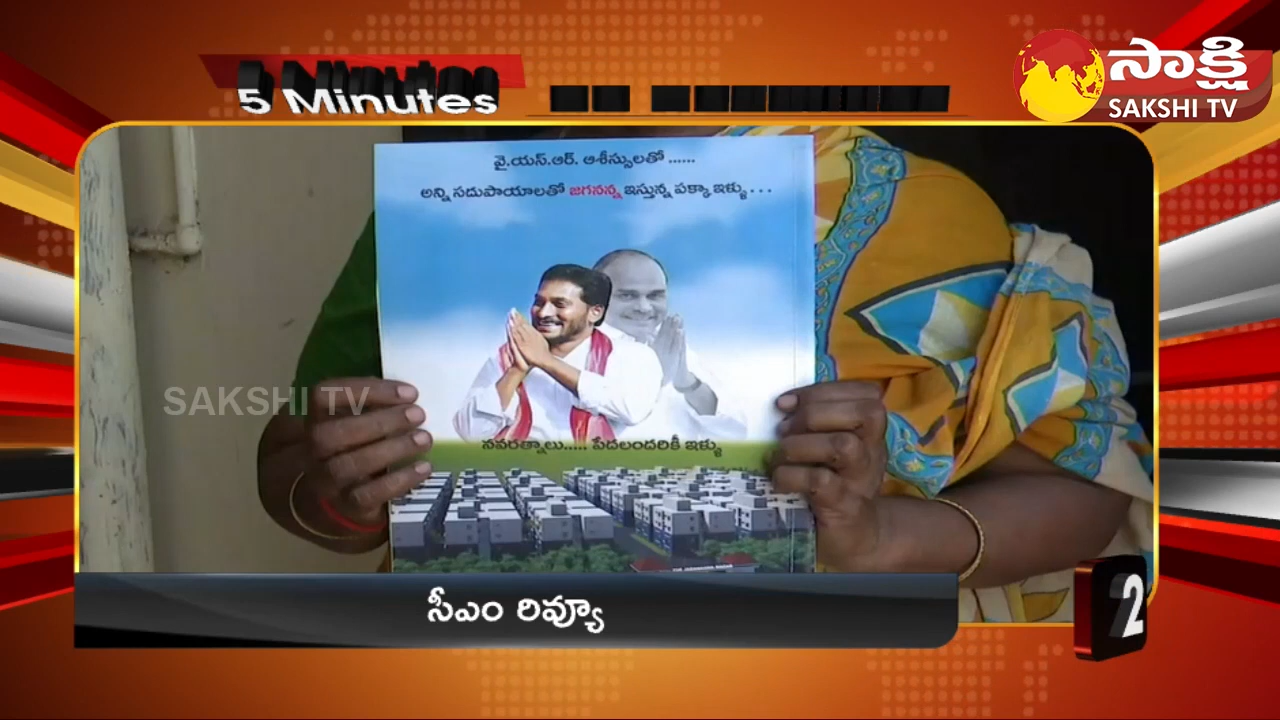 5 Minutes
సాక్షి
SAKSHI TV
వై.యస్.ఆర్. ఆశీస్సులతో ......
అన్ని సదుపాయాలతో జగనన్న ఇస్తున్న పక్కా ఇళ్ళు . . .
SAKSHI TV
నవరత్నాలు..... పేదలందరికీ ఇళ్ళు
సీఎం రివ్యూ
2